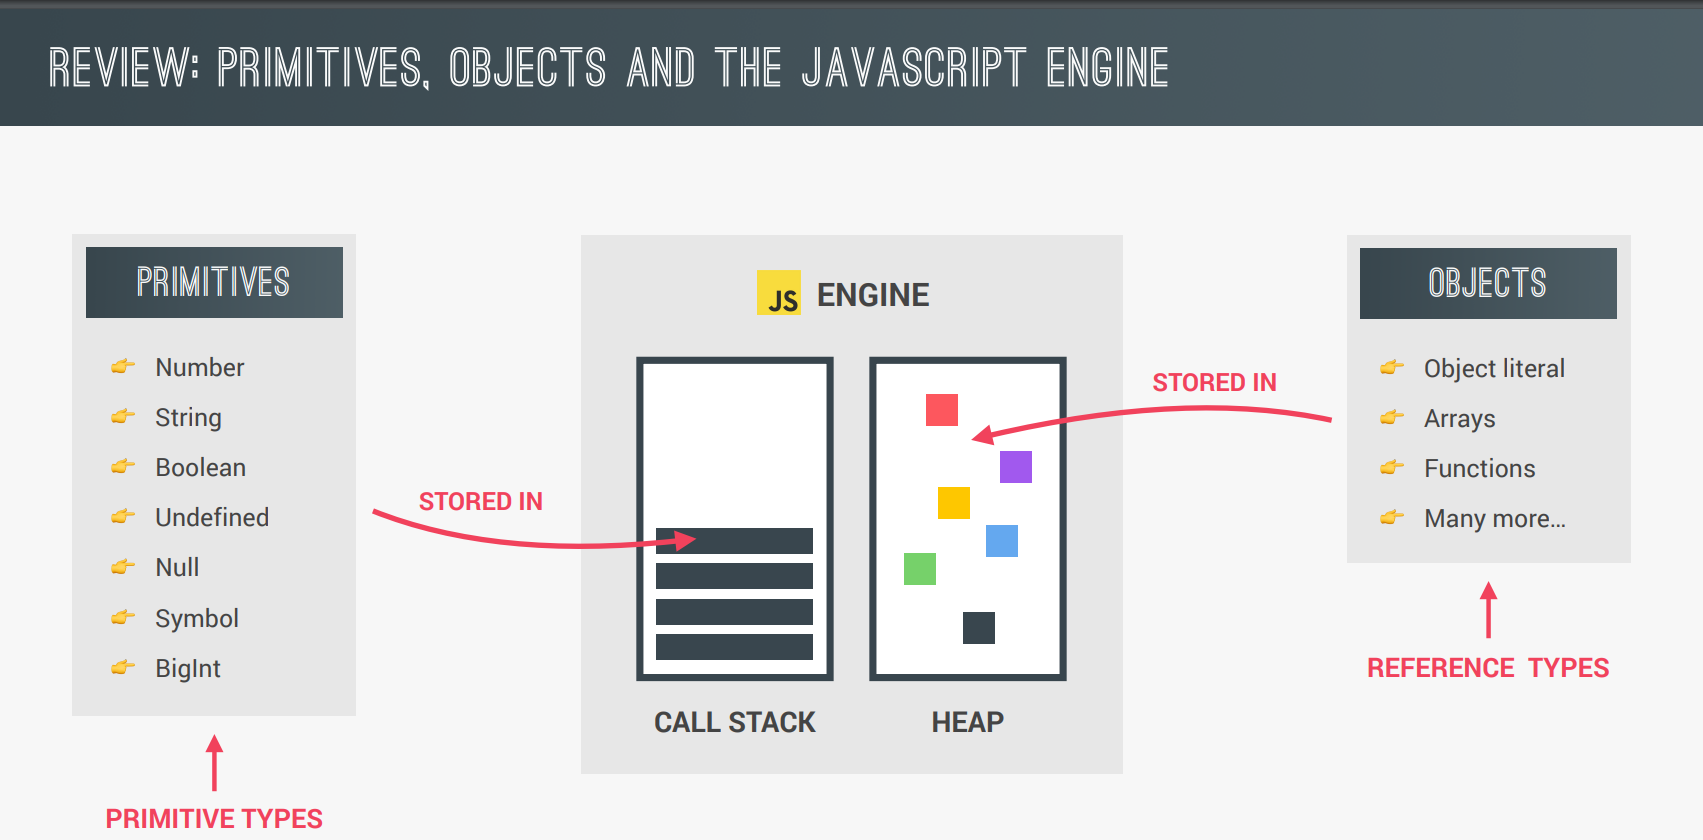 REVIEW: PRIMITIVES, OBJECTS AND THE JAVASCRIPT ENGINE
PRIMITIVES
Number
String
Boolean
Undefined
Null
Symbol
BigInt
PRIMITIVE TYPES
STORED IN
JS ENGINE
CALL STACK
HEAP
STORED IN
OBJECTS
Object literal
Arrays
Functions
Many more...
REFERENCE TYPES